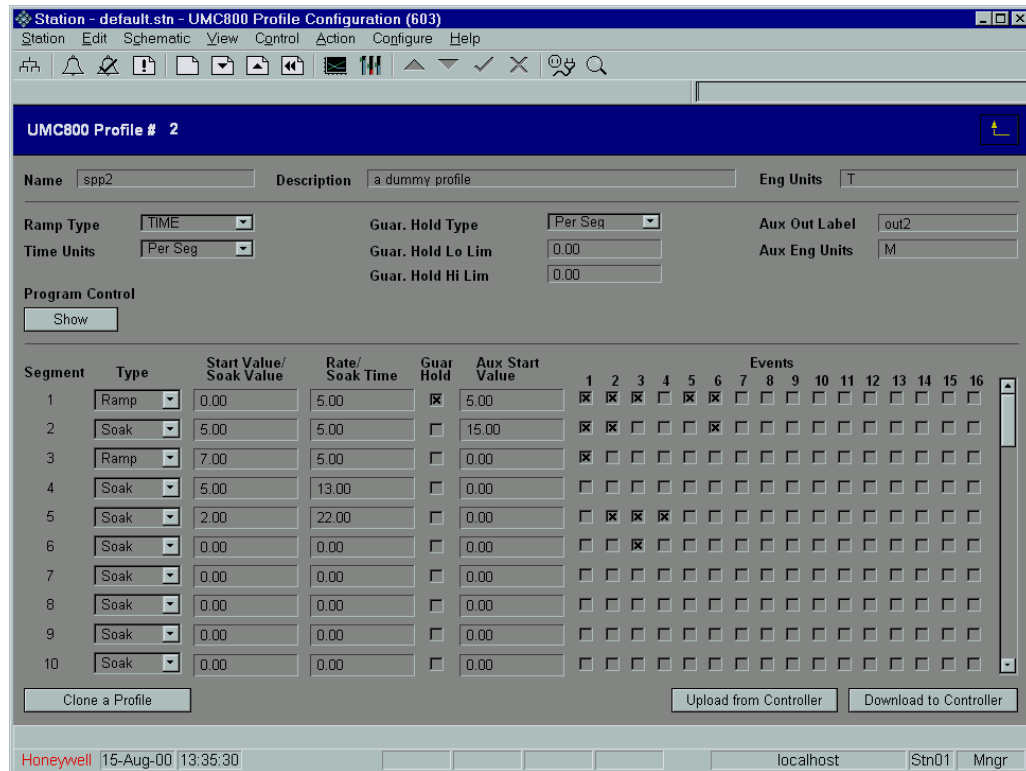 Station - default.stn - UMC800 Profile Configuration (603)
Station Edit Schematic View Control Action Configure Help
UMC800 Profile # 2
Name spp2 Description a dummy profile Eng Units T
Ramp Type TIME Guar. Hold Type Per Seg Aux Out Label out2
Time Units Per Seg Guar. Hold Lo Lim 0.00 Aux Eng Units M
Guar. Hold Hi Lim 0.00
Program Control
Show
Segment Type Start Value/ Soak Value Rate/ Soak Time Guar Hold Aux Start Value Events
1 2 3 4 5 6 7 8 9 10 11 12 13 14 15 16
1 Ramp 0.00 5.00 5.00
2 Soak 5.00 5.00 15.00
3 Ramp 7.00 5.00 0.00
4 Soak 5.00 13.00 0.00
5 Soak 2.00 22.00 0.00
6 Soak 0.00 0.00 0.00
7 Soak 0.00 0.00 0.00
8 Soak 0.00 0.00 0.00
9 Soak 0.00 0.00 0.00
10 Soak 0.00 0.00 0.00
Clone a Profile Upload from Controller Download to Controller
Honeywell 15-Aug-00 13:35:30 localhost Stn01 Mngr